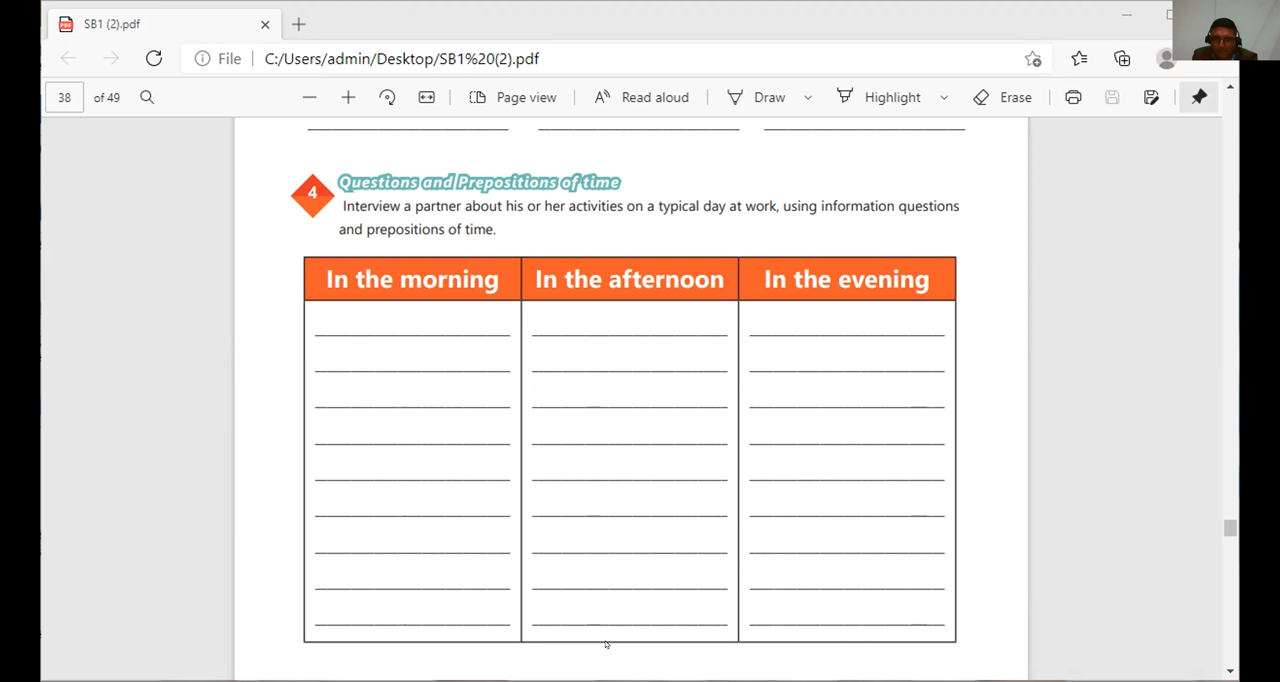 SB1 (2).pdf
File
C:/Users/admin/Desktop/SB1%20(2).pdf
38 of 49
Page view
Read aloud
Draw
Highlight
Erase
4
Questions and Prepositions of time
Interview a partner about his or her activities on a typical day at work, using information questions
and prepositions of time.
In the morning
In the afternoon
In the evening